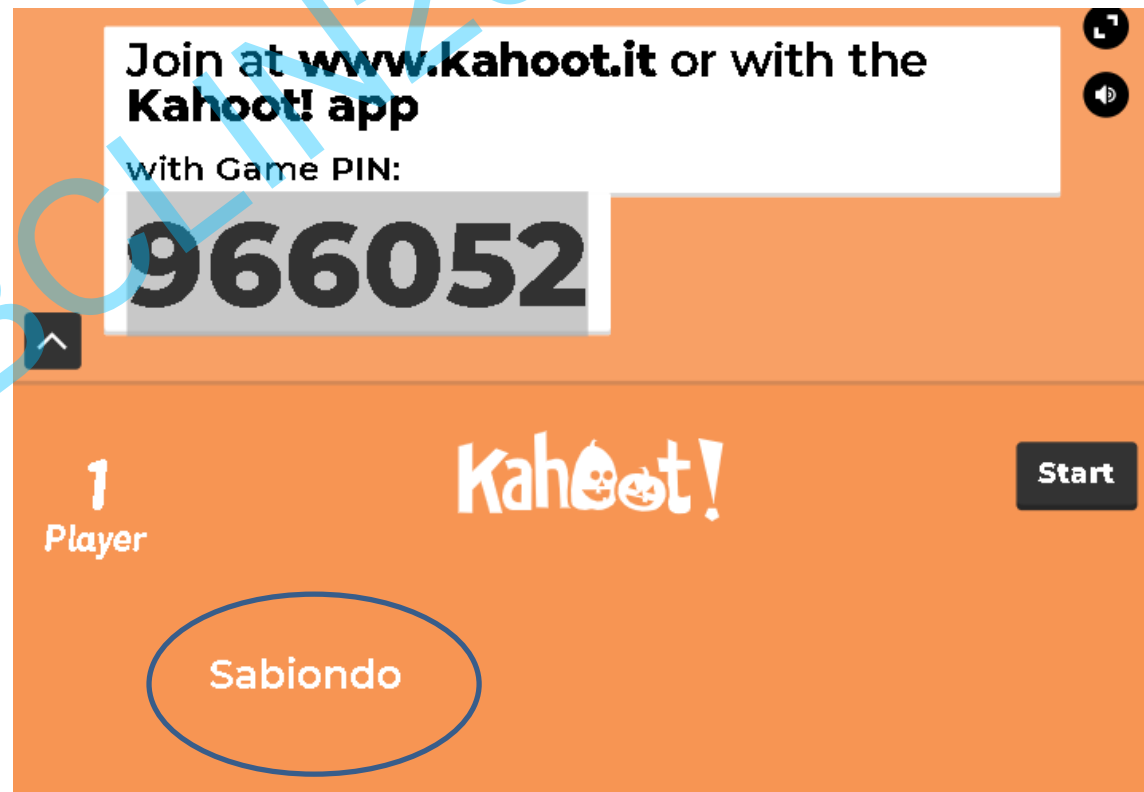 Join at www.kahoot.it or with the
Kahoot! app
with Game PIN:
966052
1
Player
Kahoot!
Start
Sabiondo